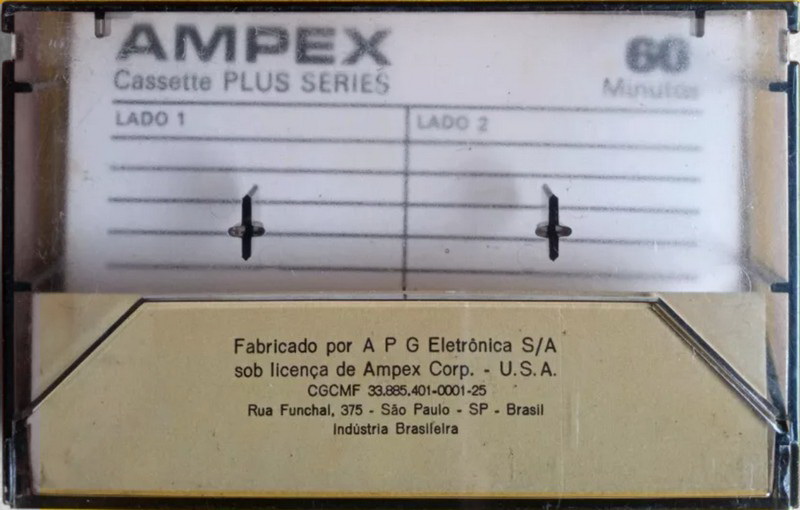 AMPEX 60
Cassette PLUS SERIES Minutos
LADO 1 LADO 2
Fabricado por A P G Eletrônica S/A
sob licença de Ampex Corp. - U.S.A.
CGCMF 33.885.401-0001-25
Rua Funchal, 375 - São Paulo - SP - Brasil
Indústria Brasileira